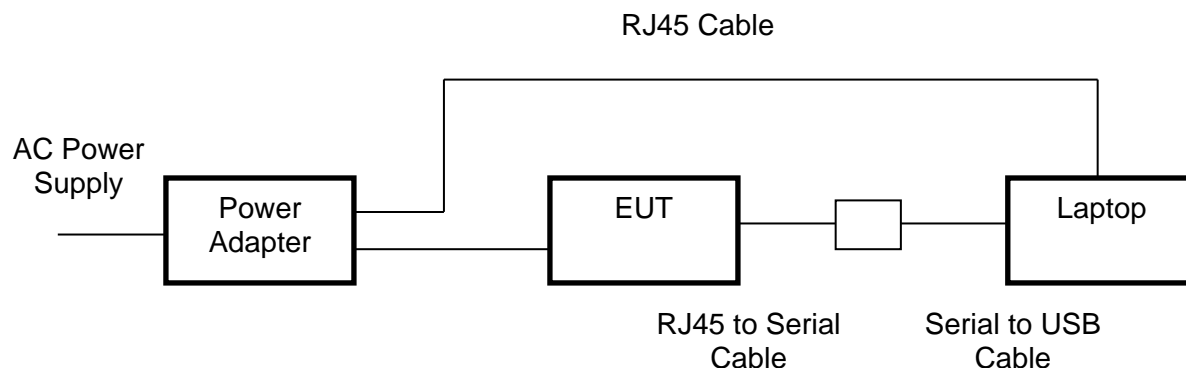 RJ45 Cable
AC Power
Supply
Power
Adapter
EUT
Laptop
RJ45 to Serial
Cable
Serial to USB
Cable